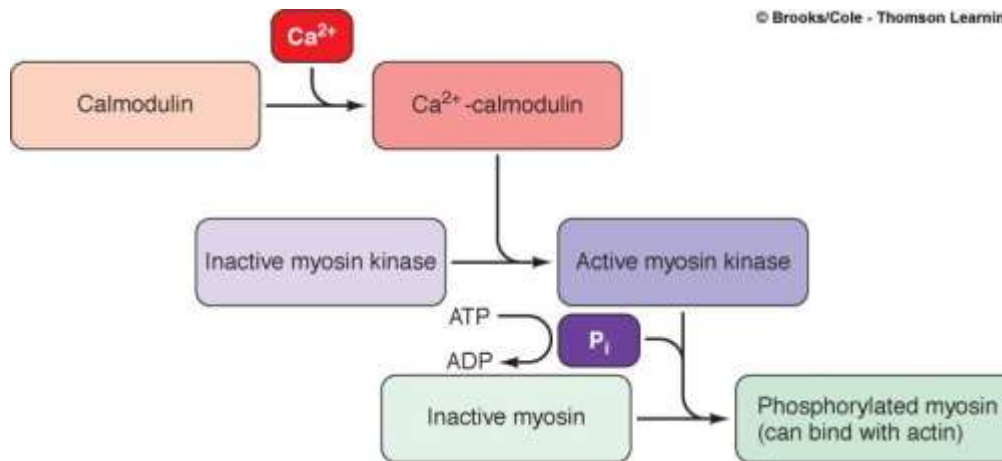 © Brooks/Cole - Thomson Learnin
Ca²⁺
Calmodulin
Ca²⁺-calmodulin
Inactive myosin kinase
Active myosin kinase
ATP
Pᵢ
ADP
Inactive myosin
Phosphorylated myosin
(can bind with actin)